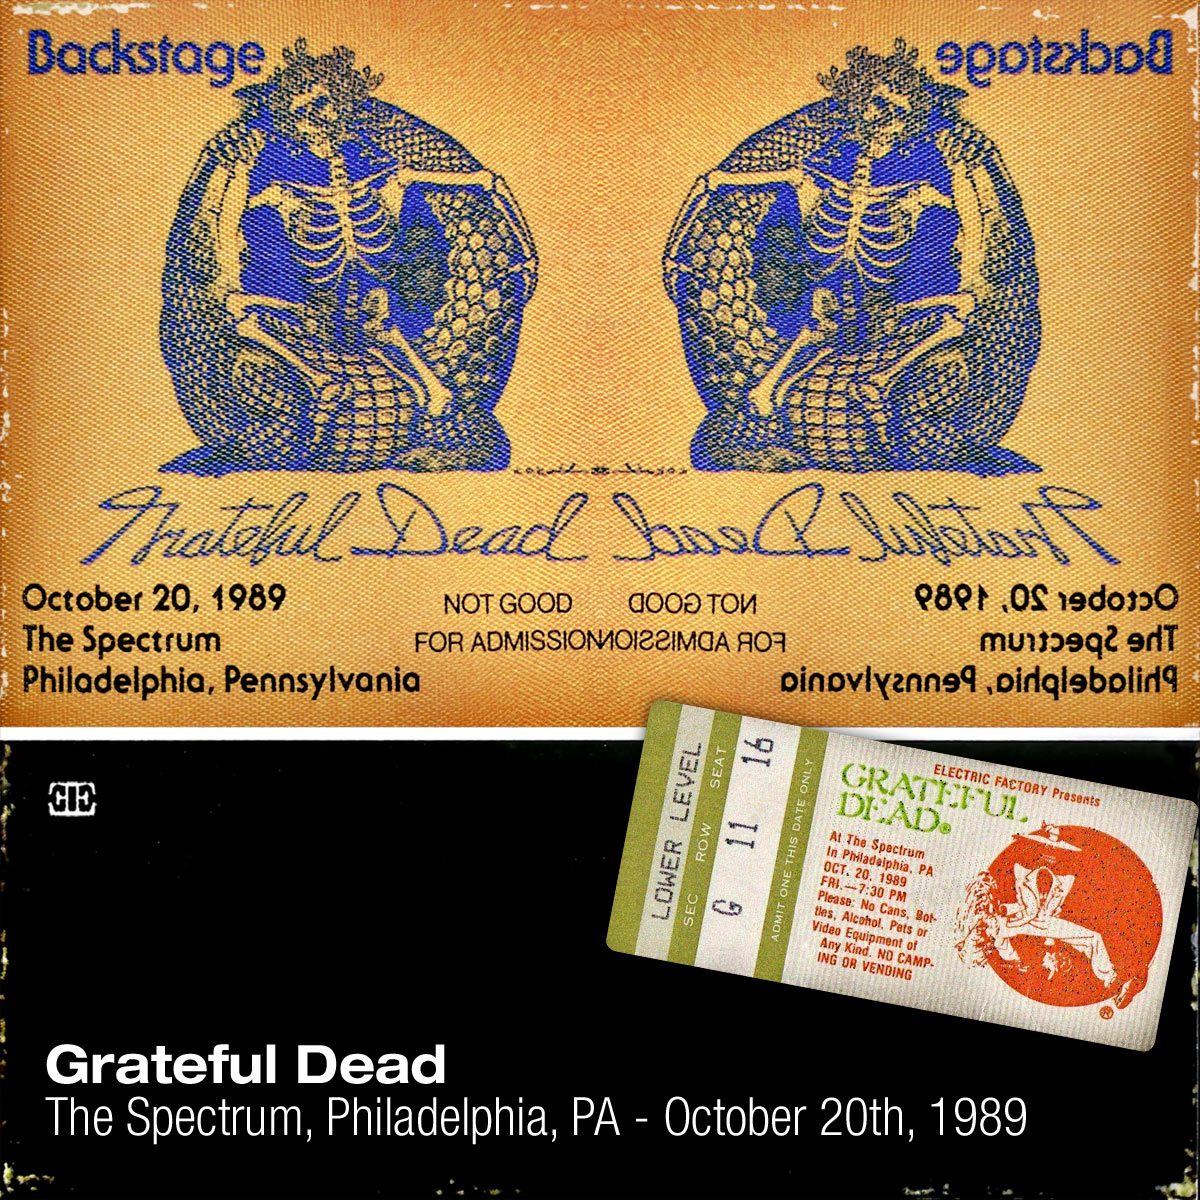 Backstage
Backstage
Grateful Dead
Grateful Dead
October 20, 1989
The Spectrum
Philadelphia, Pennsylvania
NOT GOOD
FOR ADMISSION
NOT GOOD
FOR ADMISSION
October 20, 1989
The Spectrum
Philadelphia, Pennsylvania
LOWER LEVEL
SEC ROW SEAT
G 11 16
ADMIT ONE THIS DATE ONLY
ELECTRIC FACTORY Presents
GRATEFUL
DEAD®
At The Spectrum
In Philadelphia, PA
OCT. 20, 1989
FRI.—7:30 PM
Please: No Cans, Bot-
tles, Alcohol, Pets or
Video Equipment of
Any Kind. NO CAMP-
ING OR VENDING
®
Grateful Dead
The Spectrum, Philadelphia, PA - October 20th, 1989